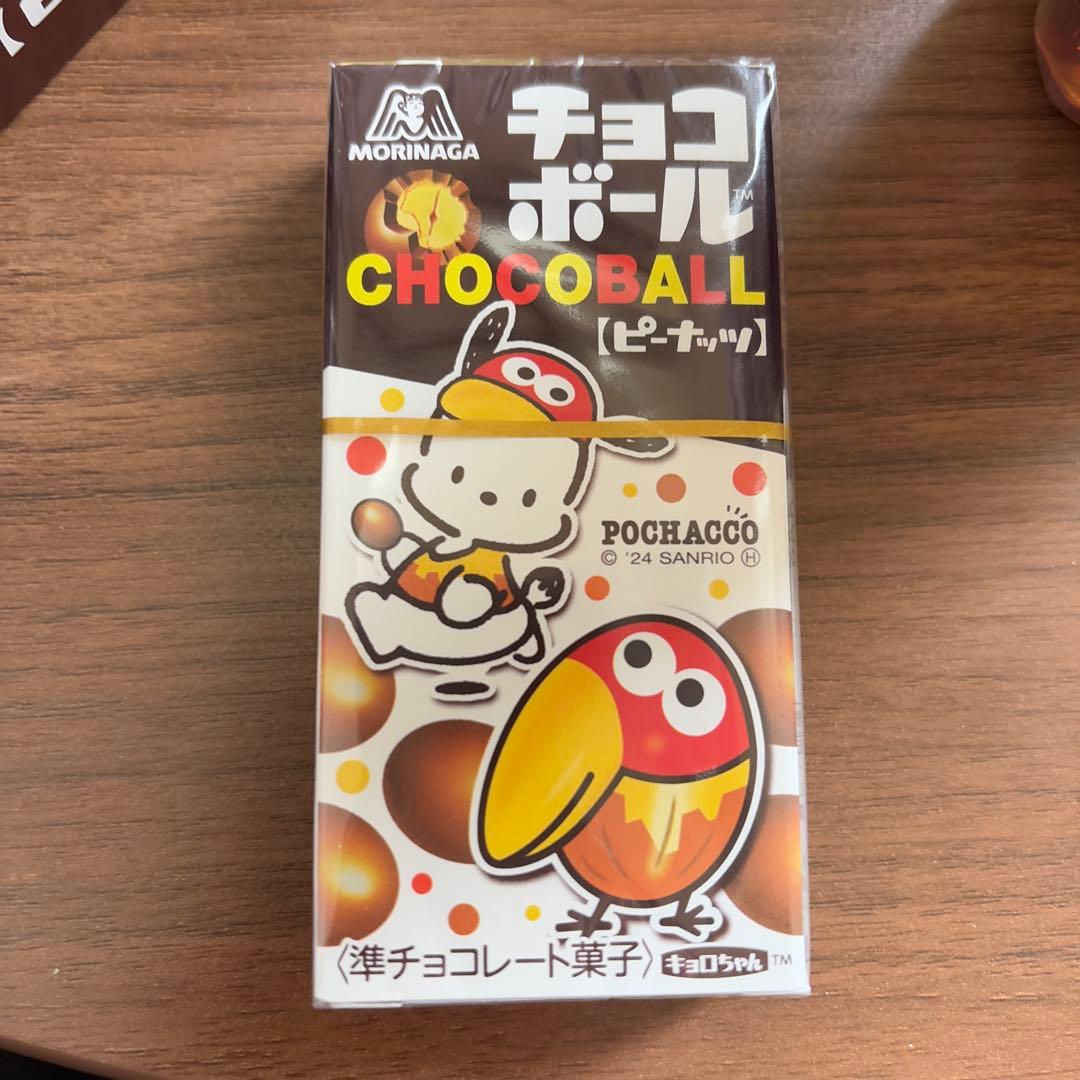 MORINAGA
チョコ
ボール™
CHOCOBALL
【ピーナッツ】
POCHACCO
© '24 SANRIO Ⓗ
〈準チョコレート菓子〉
キョロちゃん™